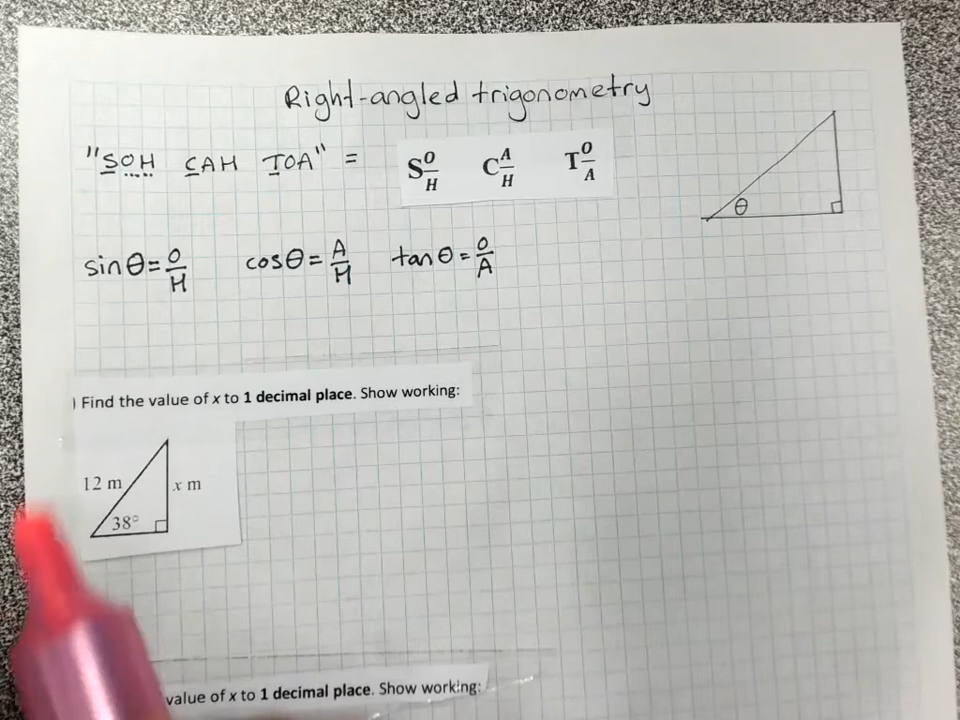 Right-angled trigonometry
"SOH CAH TOA" = S O/H C A/H T O/A
θ
sinθ = O/H cosθ = A/H tanθ = O/A
) Find the value of x to 1 decimal place. Show working:
12 m x m
38°
value of x to 1 decimal place. Show working: